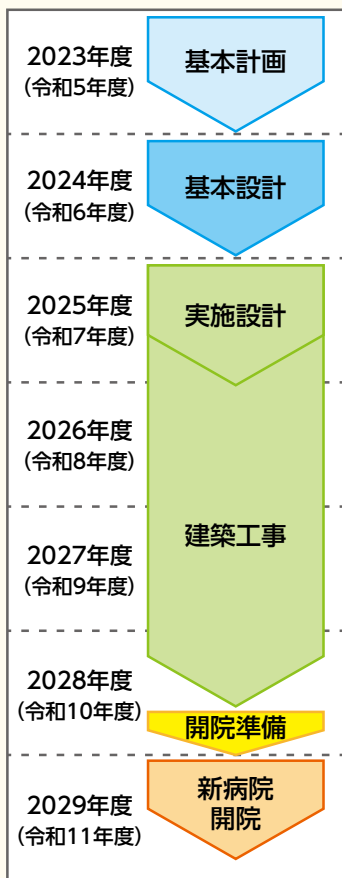 2023年度
(令和5年度)
基本計画
2024年度
(令和6年度)
基本設計
2025年度
(令和7年度)
実施設計
2026年度
(令和8年度)
建築工事
2027年度
(令和9年度)
2028年度
(令和10年度)
開院準備
2029年度
(令和11年度)
新病院
開院